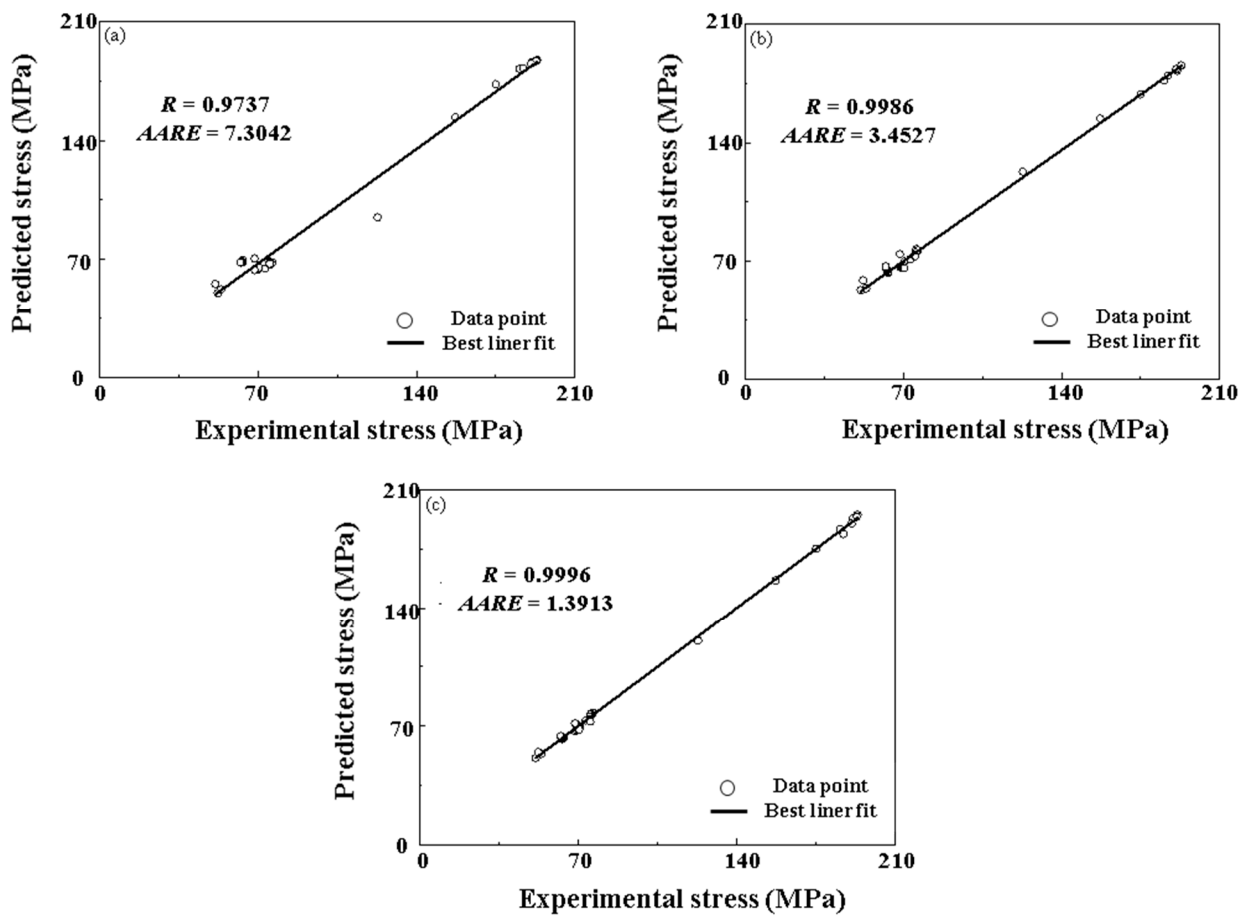 210
(a)
R = 0.9737
AARE = 7.3042
140
70
0
Predicted stress (MPa)
Data point
Best liner fit
0 70 140 210
Experimental stress (MPa)
210
(b)
R = 0.9986
AARE = 3.4527
140
70
0
Predicted stress (MPa)
Data point
Best liner fit
0 70 140 210
Experimental stress (MPa)
210
(c)
R = 0.9996
AARE = 1.3913
140
70
0
Predicted stress (MPa)
Data point
Best liner fit
0 70 140 210
Experimental stress (MPa)